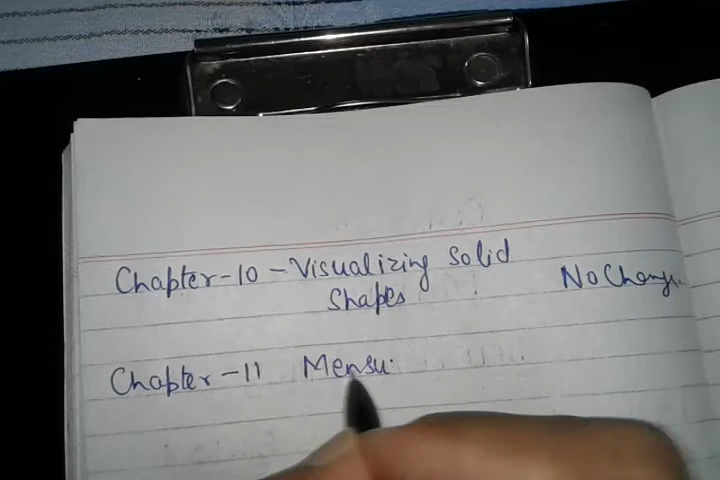 Chapter-10 - Visualizing Solid
Shapes
No Change.
Chapter-11 Mensu